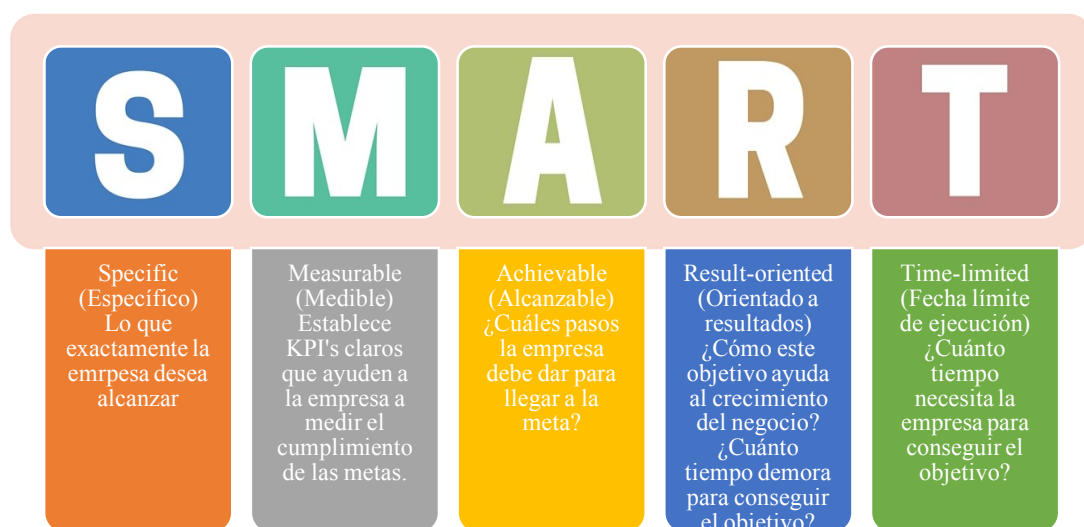 S
M
A
R
T
Specific
(Específico)
Lo que
exactamente la
emrpesa desea
alcanzar
Measurable
(Medible)
Establece
KPI's claros
que ayuden a
la empresa a
medir el
cumplimiento
de las metas.
Achievable
(Alcanzable)
¿Cuáles pasos
la empresa
debe dar para
llegar a la
meta?
Result-oriented
(Orientado a
resultados)
¿Cómo este
objetivo ayuda
al crecimiento
del negocio?
¿Cuánto
tiempo demora
para conseguir
el objetivo?
Time-limited
(Fecha límite
de ejecución)
¿Cuánto
tiempo
necesita la
empresa para
conseguir el
objetivo?